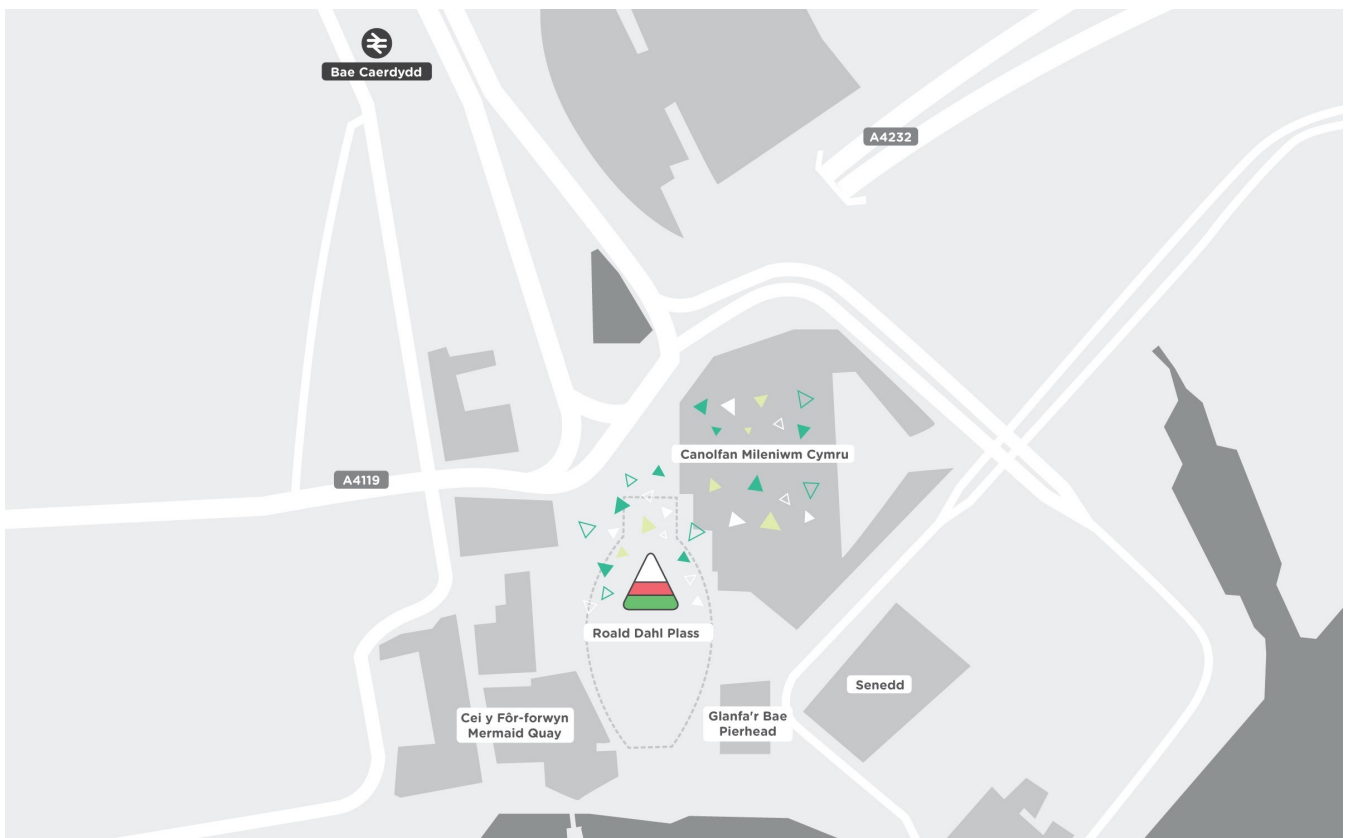 Bae Caerdydd
A4232
Canolfan Mileniwm Cymru
A4119
Roald Dahl Plass
Senedd
Cei y Fôr-forwyn
Mermaid Quay
Glanfa'r Bae
Pierhead